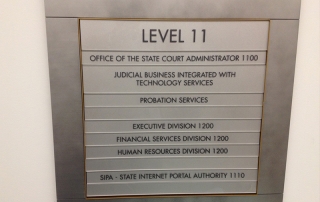 LEVEL 11
OFFICE OF THE STATE COURT ADMINISTRATOR 1100
JUDICIAL BUSINESS INTEGRATED WITH
TECHNOLOGY SERVICES
PROBATION SERVICES
EXECUTIVE DIVISION 1200
FINANCIAL SERVICES DIVISION 1200
HUMAN RESOURCES DIVISION 1200
SIPA - STATE INTERNET PORTAL AUTHORITY 1110